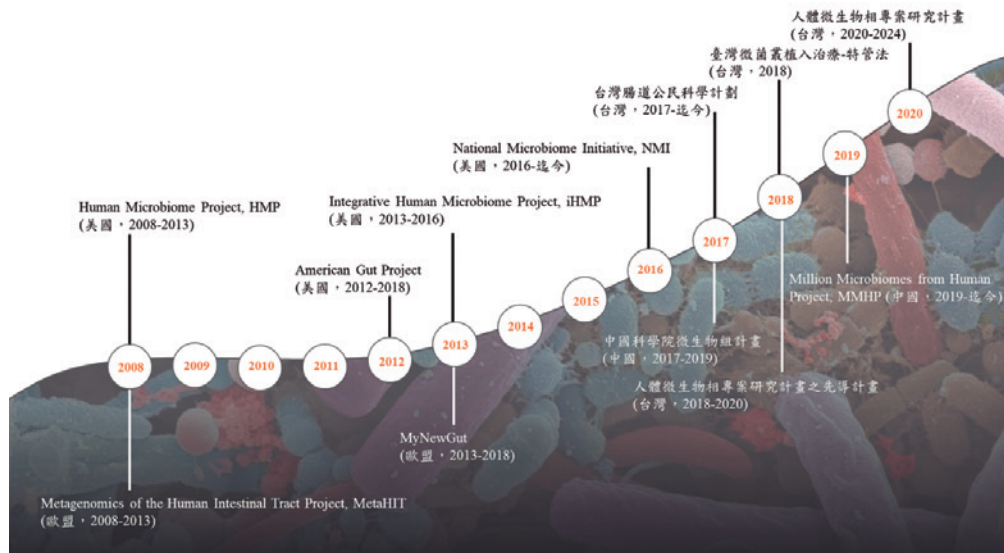 人體微生物相專案研究計畫
(台灣，2020-2024)
臺灣微菌叢植入治療-特管法
(台灣，2018)
台灣腸道公民科學計劃
(台灣，2017-迄今)
National Microbiome Initiative, NMI
(美國，2016-迄今)
Integrative Human Microbiome Project, iHMP
(美國，2013-2016)
Human Microbiome Project, HMP
(美國，2008-2013)
American Gut Project
(美國，2012-2018)
2008
2009
2010
2011
2012
2013
2014
2015
2016
2017
2018
2019
2020
Million Microbiomes from Human
Project, MMHP (中國，2019-迄今)
中國科學院微生物組計畫
(中國，2017-2019)
人體微生物相專案研究計畫之先得計畫
(台灣，2018-2020)
MyNewGut
(歐盟，2013-2018)
Metagenomics of the Human Intestinal Tract Project, MetaHIT
(歐盟，2008-2013)